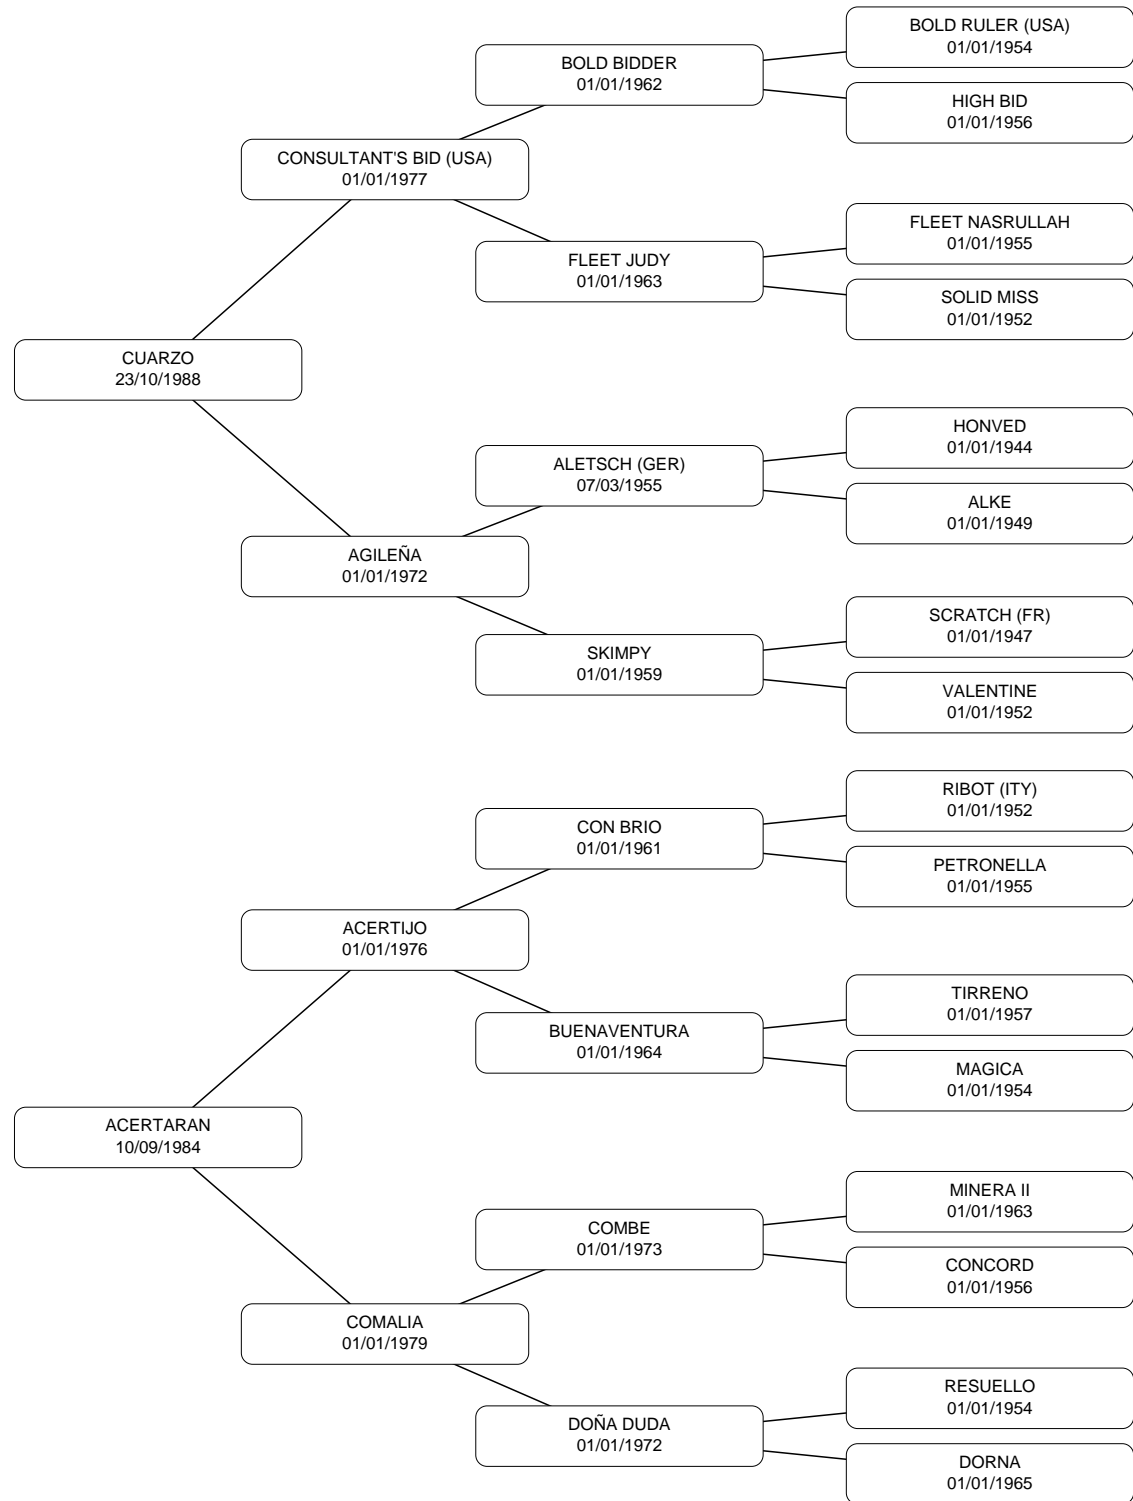 BOLD RULER (USA)
01/01/1954
BOLD BIDDER
01/01/1962
HIGH BID
01/01/1956
CONSULTANT'S BID (USA)
01/01/1977
FLEET NASRULLAH
01/01/1955
FLEET JUDY
01/01/1963
SOLID MISS
01/01/1952
CUARZO
23/10/1988
HONVED
01/01/1944
ALETSCH (GER)
07/03/1955
ALKE
01/01/1949
AGILEÑA
01/01/1972
SCRATCH (FR)
01/01/1947
SKIMPY
01/01/1959
VALENTINE
01/01/1952
RIBOT (ITY)
01/01/1952
CON BRIO
01/01/1961
PETRONELLA
01/01/1955
ACERTIJO
01/01/1976
TIRRENO
01/01/1957
BUENAVENTURA
01/01/1964
MAGICA
01/01/1954
ACERTARAN
10/09/1984
MINERA II
01/01/1963
COMBE
01/01/1973
CONCORD
01/01/1956
COMALIA
01/01/1979
RESUELLO
01/01/1954
DOÑA DUDA
01/01/1972
DORNA
01/01/1965